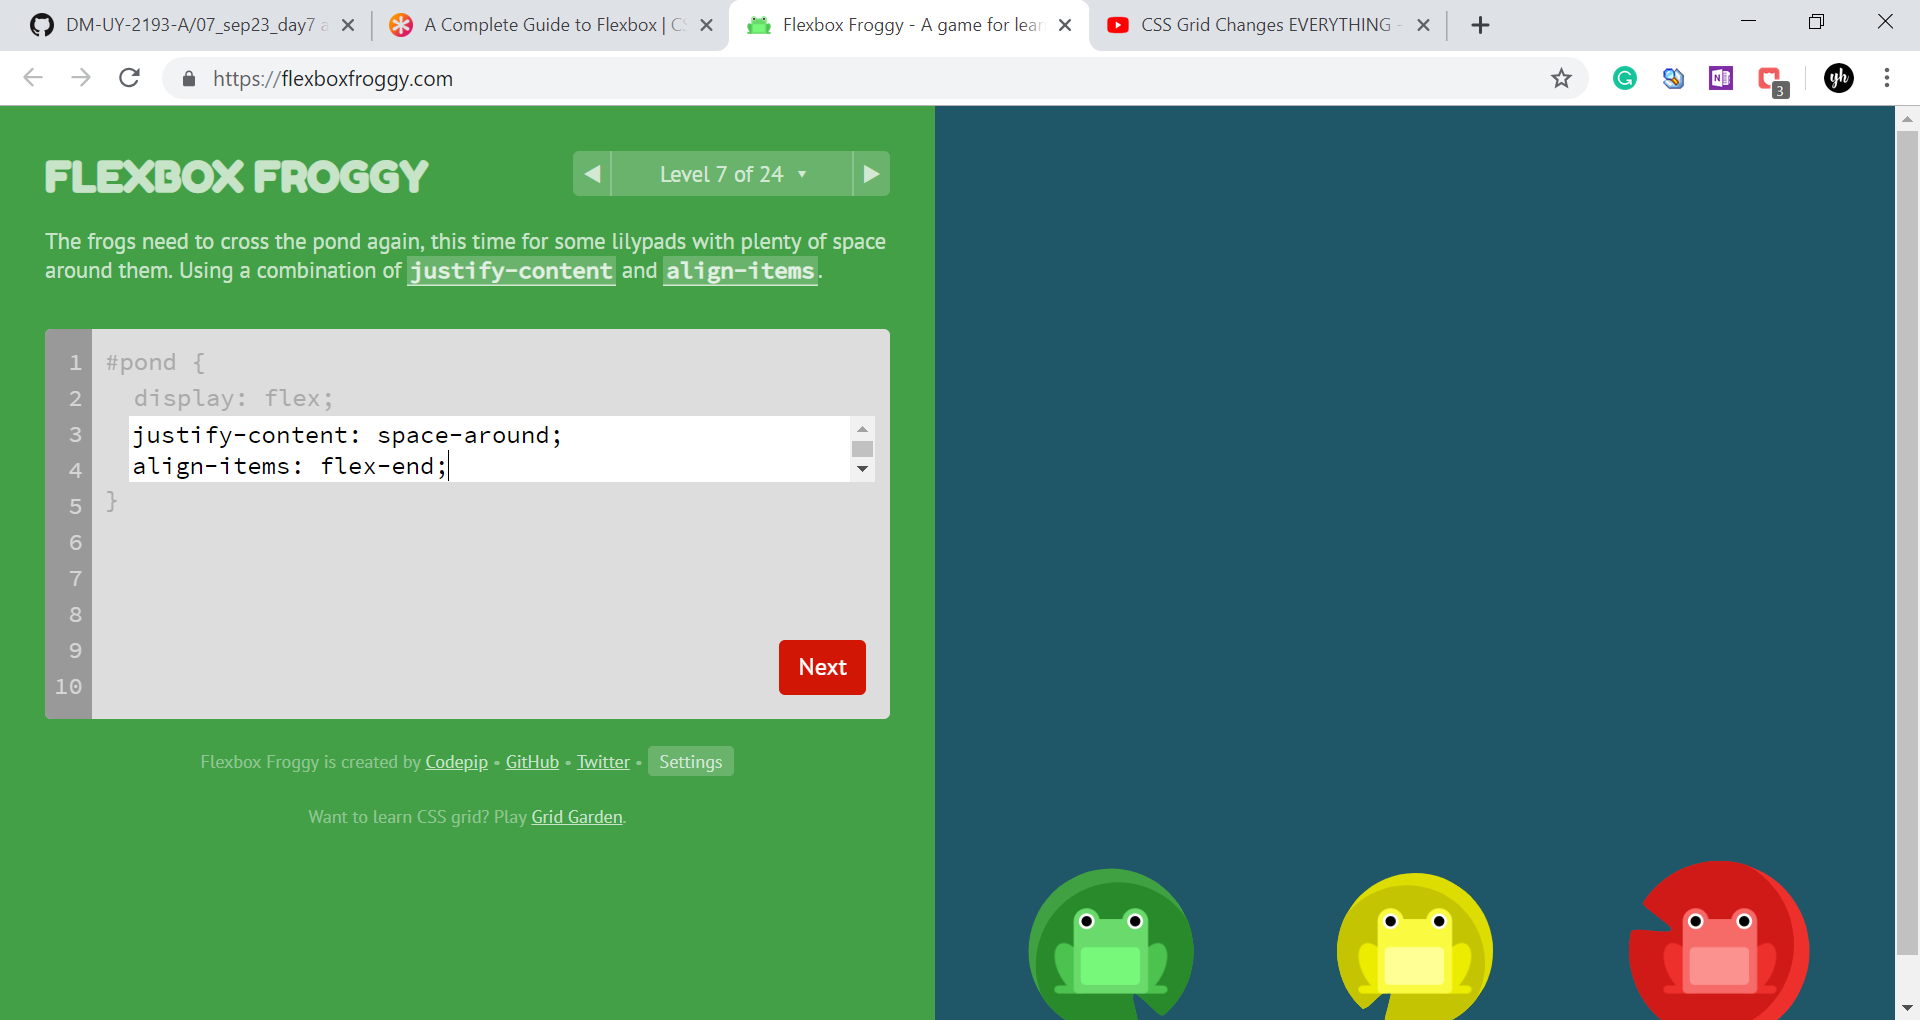 DM-UY-2193-A/07_sep23_day7 a
A Complete Guide to Flexbox | CS
Flexbox Froggy - A game for lear
CSS Grid Changes EVERYTHING -
https://flexboxfroggy.com
G
N
3
yh
FLEXBOX FROGGY
Level 7 of 24
The frogs need to cross the pond again, this time for some lilypads with plenty of space
around them. Using a combination of justify-content and align-items.
1 #pond {
2 display: flex;
3 justify-content: space-around;
4 align-items: flex-end;
5 }
6
7
8
9
10
Next
Flexbox Froggy is created by Codepip • GitHub • Twitter • Settings
Want to learn CSS grid? Play Grid Garden.